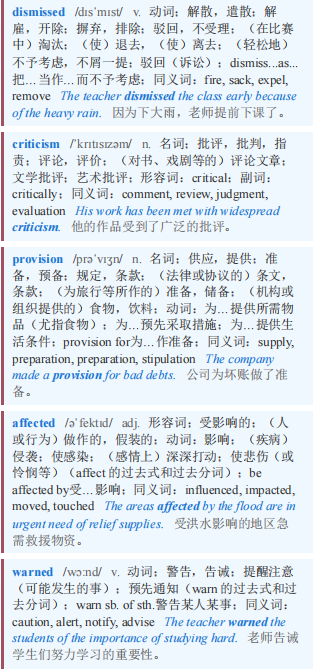 dismissed /dɪsˈmɪst/ v. 动词；解散，遣散；解
雇，开除；摒弃，排除；驳回，不受理；（在比赛
中）淘汰；（使）退去，（使）离去；（轻松地）
不予考虑，不屑一提；驳回（诉讼）；dismiss...as...
把…当作…而不予考虑；同义词：fire, sack, expel,
remove The teacher dismissed the class early because
of the heavy rain. 因为下大雨，老师提前下课了。
criticism /ˈkrɪtɪsɪzəm/ n. 名词；批评，批判，指
责；评论，评价；（对书、戏剧等的）评论文章；
文学批评；艺术批评；形容词：critical；副词：
critically；同义词：comment, review, judgment,
evaluation His work has been met with widespread
criticism. 他的作品受到了广泛的批评。
provision /prəˈvɪʒn/ n. 名词；供应，提供；准
备，预备；规定，条款；（法律或协议的）条文，
条款；（为旅行等所作的）准备，储备；（机构或
组织提供的）食物，饮料；动词：为…提供所需物
品（尤指食物）；为…预先采取措施；为…提供生
活条件；provision for为…作准备；同义词：supply,
preparation, preparation, stipulation The company
made a provision for bad debts. 公司为坏账做了准
备。
affected /əˈfektɪd/ adj. 形容词；受影响的；（人
或行为）做作的，假装的；动词：影响；（疾病）
侵袭；使感染；（感情上）深深打动；使悲伤（或
怜悯等）（affect 的过去式和过去分词）；be
affected by受…影响；同义词：influenced, impacted,
moved, touched The areas affected by the flood are in
urgent need of relief supplies. 受洪水影响的地区急
需救援物资。
warned /wɔːnd/ v. 动词；警告，告诫；提醒注意
（可能发生的事）；预先通知（warn 的过去式和过
去分词）；warn sb. of sth.警告某人某事；同义词：
caution, alert, notify, advise The teacher warned the
students of the importance of studying hard. 老师告诫
学生们努力学习的重要性。